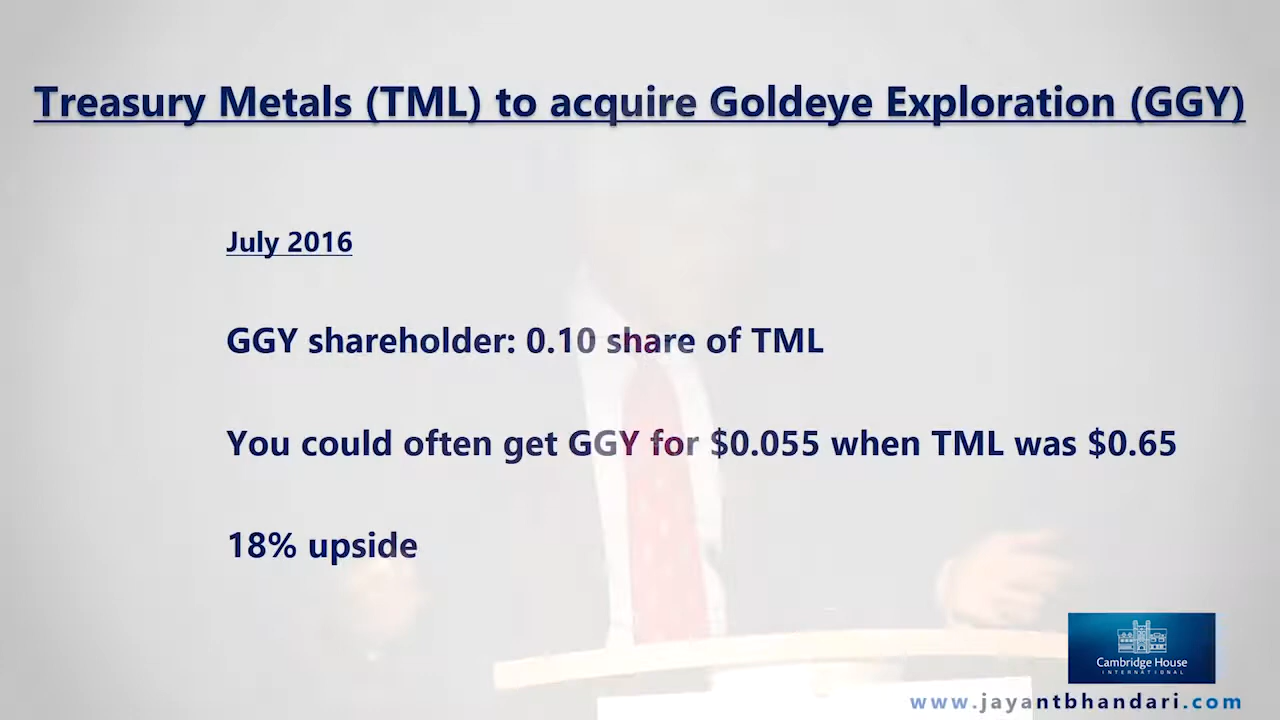 Treasury Metals (TML) to acquire Goldeye Exploration (GGY)
July 2016
GGY shareholder: 0.10 share of TML
You could often get GGY for $0.055 when TML was $0.65
18% upside
Cambridge House
INTERNATIONAL
www.jayantbhandari.com